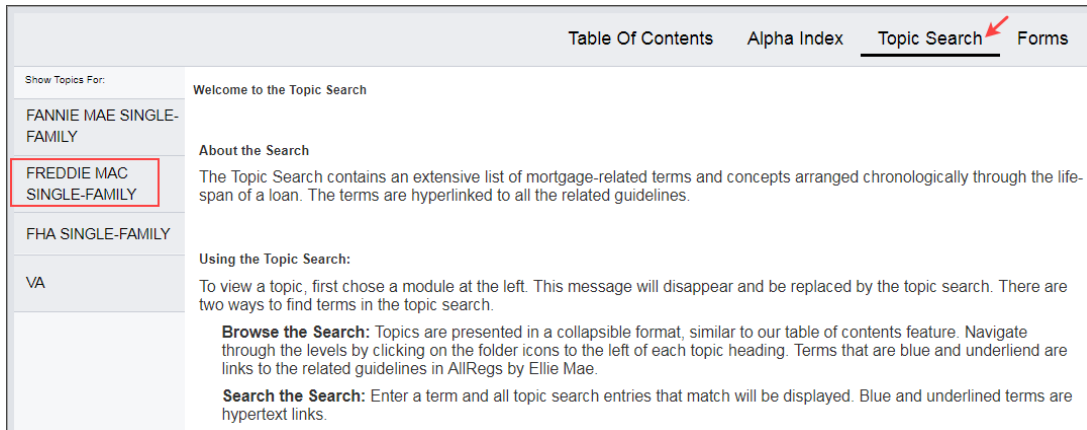 Table Of Contents Alpha Index Topic Search Forms
Show Topics For:
FANNIE MAE SINGLE-
FAMILY
FREDDIE MAC
SINGLE-FAMILY
FHA SINGLE-FAMILY
VA
Welcome to the Topic Search
About the Search
The Topic Search contains an extensive list of mortgage-related terms and concepts arranged chronologically through the life-
span of a loan. The terms are hyperlinked to all the related guidelines.
Using the Topic Search:
To view a topic, first chose a module at the left. This message will disappear and be replaced by the topic search. There are
two ways to find terms in the topic search.
Browse the Search: Topics are presented in a collapsible format, similar to our table of contents feature. Navigate
through the levels by clicking on the folder icons to the left of each topic heading. Terms that are blue and underliend are
links to the related guidelines in AllRegs by Ellie Mae.
Search the Search: Enter a term and all topic search entries that match will be displayed. Blue and underlined terms are
hypertext links.